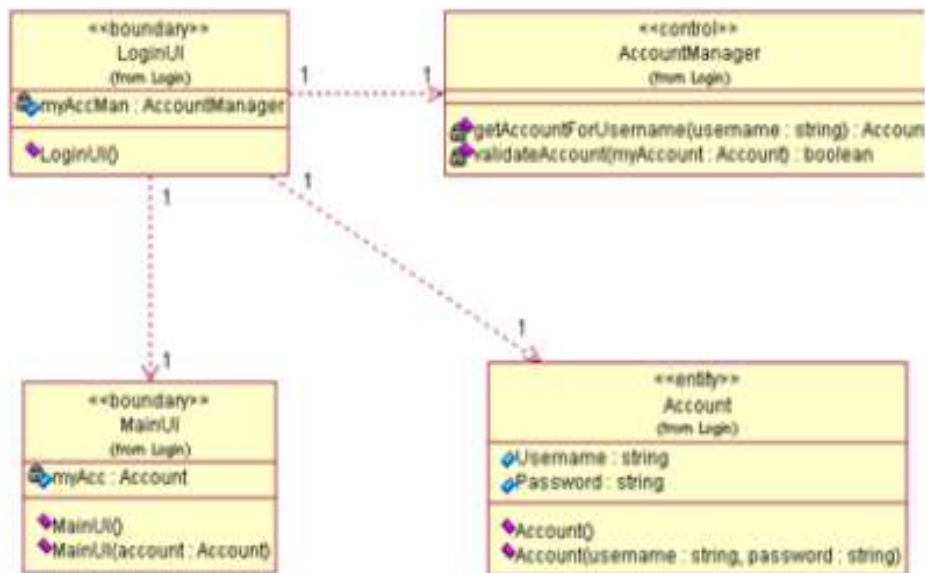 <<boundary>>
LoginUI
(from Login)
myAccMan : AccountManager
LoginUI()
1
1
<<control>>
AccountManager
(from Login)
getAccountForUsername(username : string) : Accoun
validateAccount(myAccount : Account) : boolean
1
1
1
1
<<boundary>>
MainUI
(from Login)
myAcc : Account
MainUI()
MainUI(account : Account)
<<entity>>
Account
(from Login)
Username : string
Password : string
Account()
Account(username : string, password : string)